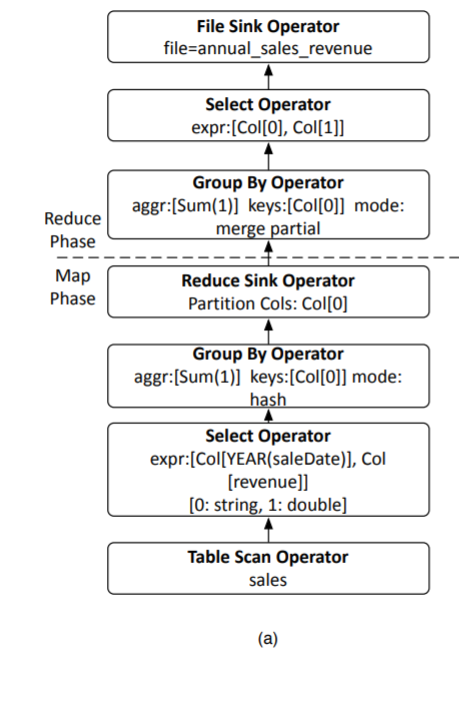 File Sink Operator
file=annual_sales_revenue
Select Operator
expr:[Col[0], Col[1]]
Group By Operator
aggr:[Sum(1)] keys:[Col[0]] mode:
merge partial
Reduce
Phase
Map
Phase
Reduce Sink Operator
Partition Cols: Col[0]
Group By Operator
aggr:[Sum(1)] keys:[Col[0]] mode:
hash
Select Operator
expr:[Col[YEAR(saleDate)], Col
[revenue]]
[0: string, 1: double]
Table Scan Operator
sales
(a)